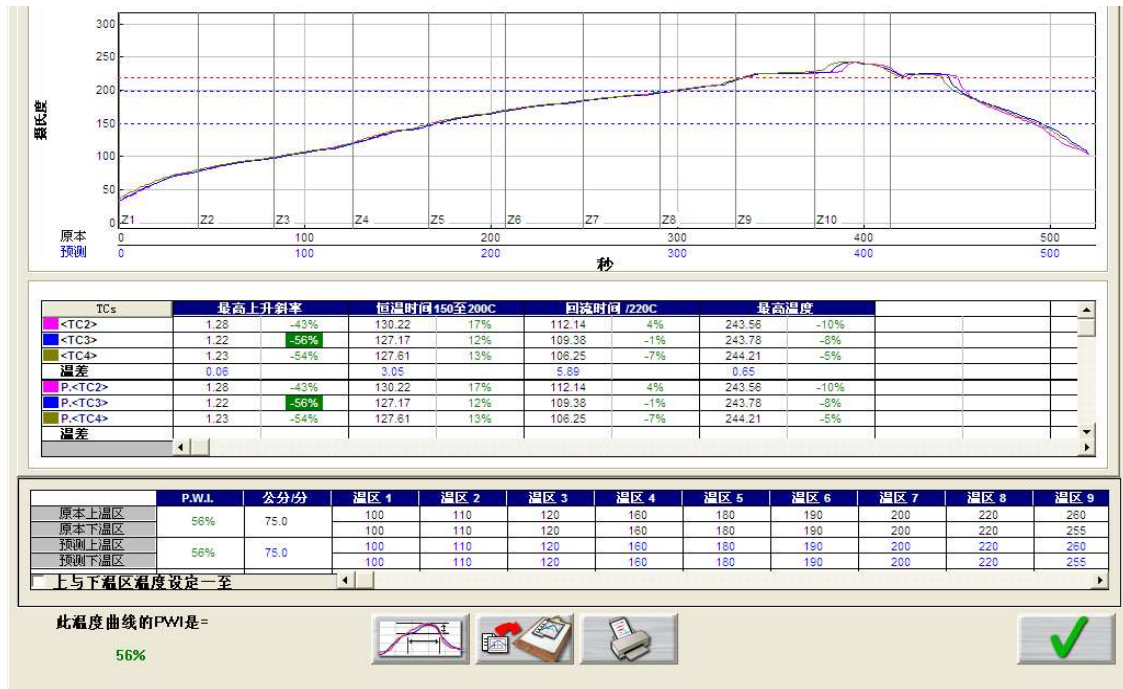 300
250
200
150
100
50
0
摄氏度
Z1 Z2 Z3 Z4 Z5 Z6 Z7 Z8 Z9 Z10
原本 0 100 200 300 400 500
预测 0 100 200 300 400 500
秒
TCs 最高上升斜率 恒温时间150至200C 回流时间 /220C 最高温度
<TC2> 1.28 -43% 130.22 17% 112.14 4% 243.56 -10%
<TC3> 1.22 -56% 127.17 12% 109.38 -1% 243.78 -8%
<TC4> 1.23 -54% 127.61 13% 106.25 -7% 244.21 -5%
温差 0.06 3.05 5.89 0.65
P.<TC2> 1.28 -43% 130.22 17% 112.14 4% 243.56 -10%
P.<TC3> 1.22 -56% 127.17 12% 109.38 -1% 243.78 -8%
P.<TC4> 1.23 -54% 127.61 13% 106.25 -7% 244.21 -5%
温差
P.W.I. 公分/分 温区 1 温区 2 温区 3 温区 4 温区 5 温区 6 温区 7 温区 8 温区 9
原本上温区 56% 75.0 100 110 120 160 180 190 200 220 260
原本下温区 100 110 120 160 180 190 200 220 255
预测上温区 56% 75.0 100 110 120 160 180 190 200 220 260
预测下温区 100 110 120 160 180 190 200 220 255
上与下温区温度设定一至
此温度曲线的PWI是=
56%